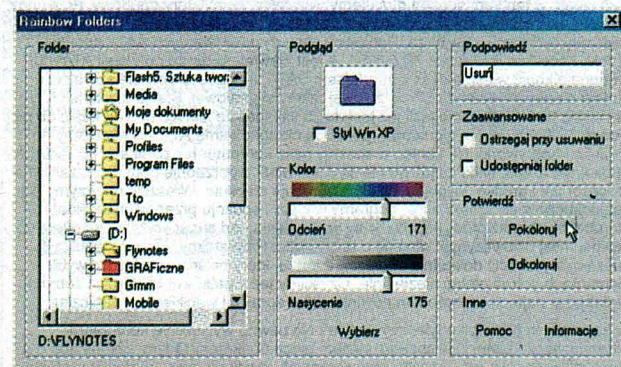 Rainbow Folders
Folder
Flash5. Sztuka tworz
Media
Moje dokumenty
My Documents
Profiles
Program Files
temp
Tto
Windows
(D:)
Flynotes
GRAFiczne
Grmm
Mobile
D:\FLYNOTES
Podgląd
Styl Win XP
Kolor
Odcień 171
Nasycenie 175
Wybierz
Podpowiedź
Usuń
Zaawansowane
Ostrzegaj przy usuwaniu
Udostępniaj folder
Potwierdź
Pokoloruj
Odkoloruj
Inne
Pomoc Informacje